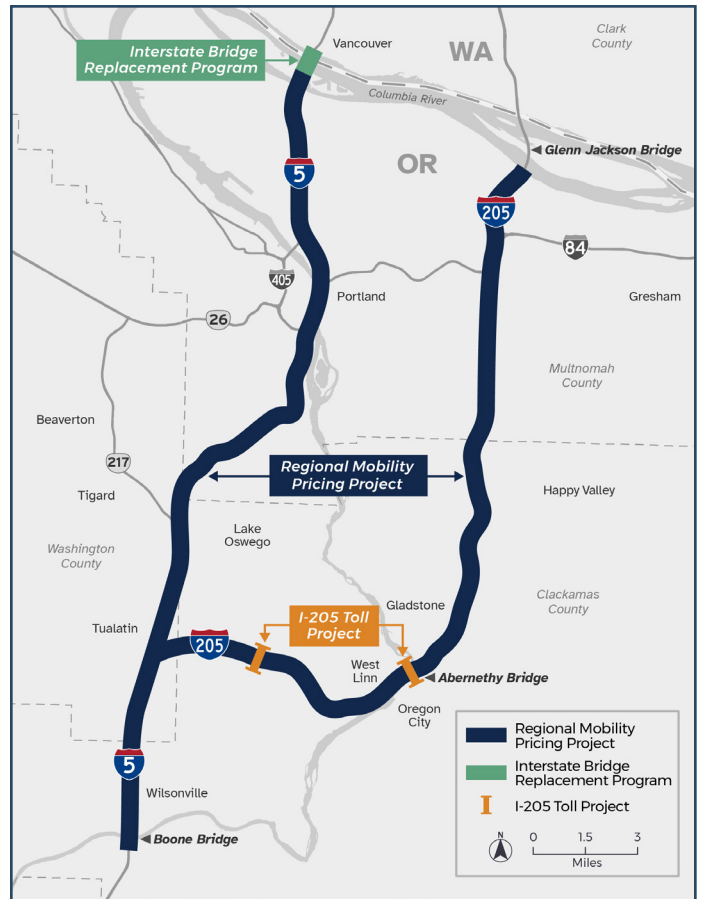 Interstate Bridge
Replacement Program
Vancouver
WA
Clark
County
Columbia River
Glenn Jackson Bridge
OR
5
205
84
405
Portland
Gresham
26
Multnomah
County
Beaverton
217
Regional Mobility
Pricing Project
Tigard
Happy Valley
Lake
Oswego
Washington
County
Clackamas
County
Gladstone
I-205 Toll
Project
Tualatin
205
West
Linn
Abernethy Bridge
Oregon
City
5
Wilsonville
Boone Bridge
Regional Mobility
Pricing Project
Interstate Bridge
Replacement Program
I-205 Toll Project
N
0 1.5 3
Miles